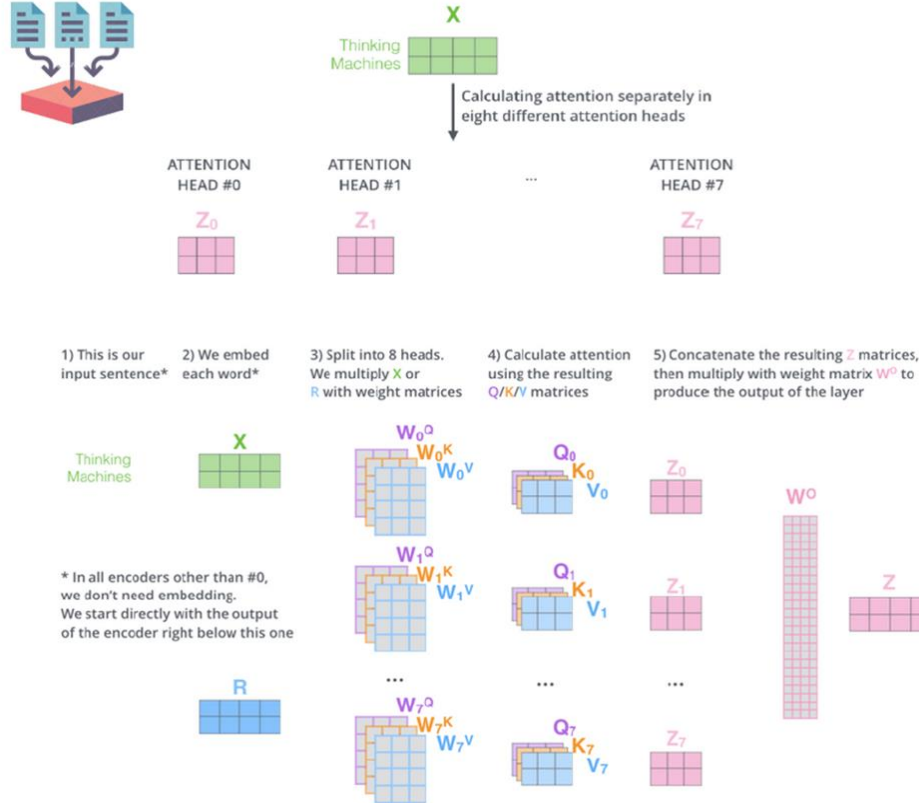 X
Thinking
Machines
Calculating attention separately in
eight different attention heads
ATTENTION
HEAD #0
ATTENTION
HEAD #1
...
ATTENTION
HEAD #7
Z₀
Z₁
Z₇
1) This is our
input sentence*
2) We embed
each word*
3) Split into 8 heads.
We multiply X or
R with weight matrices
4) Calculate attention
using the resulting
Q/K/V matrices
5) Concatenate the resulting Z matrices,
then multiply with weight matrix Wᴼ to
produce the output of the layer
Thinking
Machines
X
W₀Q
W₀K
W₀V
Q₀
K₀
V₀
Z₀
Wᴼ
* In all encoders other than #0,
we don't need embedding.
We start directly with the output
of the encoder right below this one
W₁Q
W₁K
W₁V
Q₁
K₁
V₁
Z₁
Z
...
...
...
R
W₇Q
W₇K
W₇V
Q₇
K₇
V₇
Z₇